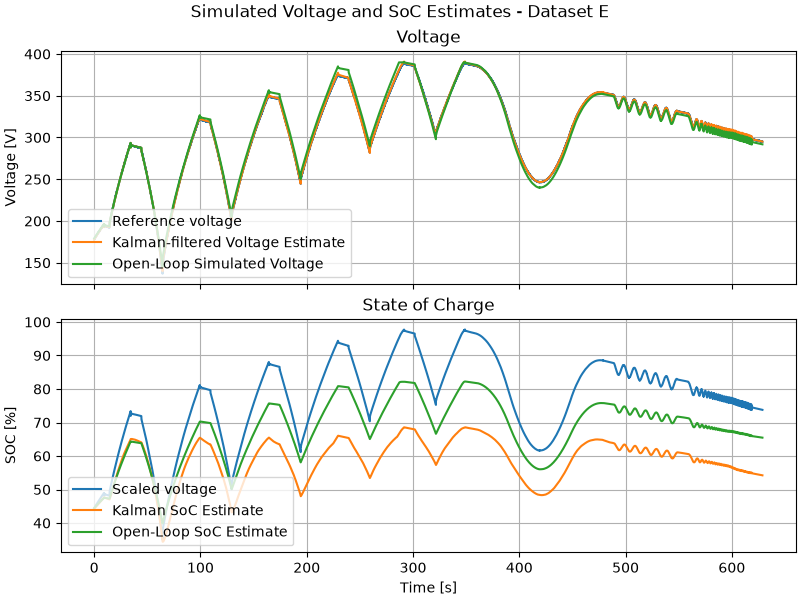 Simulated Voltage and SoC Estimates - Dataset E
Voltage
400
350
300
250
200
150
Voltage [V]
Reference voltage
Kalman-filtered Voltage Estimate
Open-Loop Simulated Voltage
State of Charge
100
90
80
70
60
50
40
SOC [%]
Scaled voltage
Kalman SoC Estimate
Open-Loop SoC Estimate
0 100 200 300 400 500 600
Time [s]